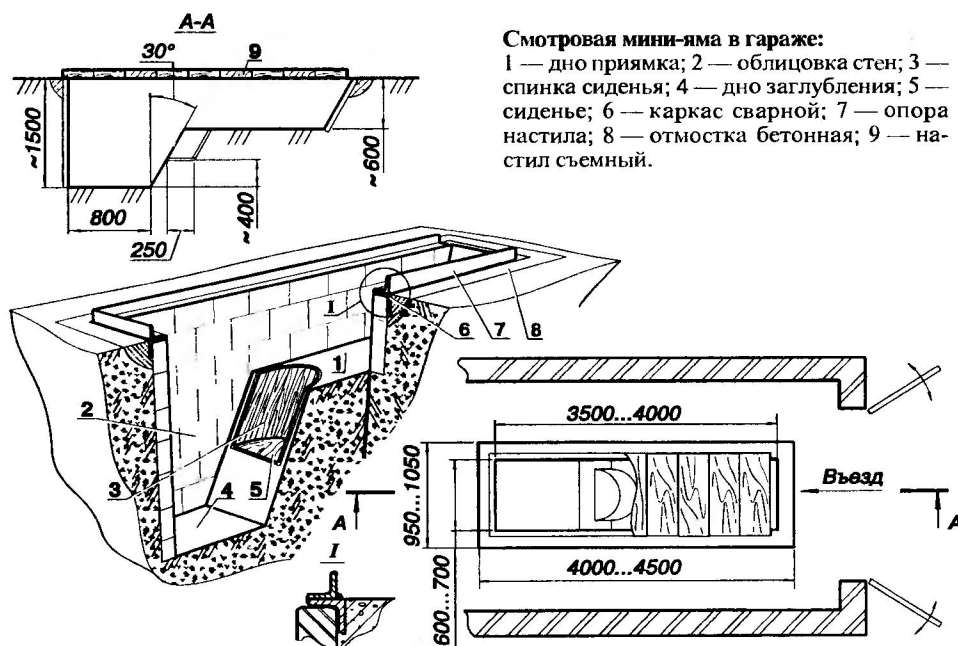 А-А
30°
9
~1500
~600
800
~400
250
Смотровая мини-яма в гараже:
1 — дно приямка; 2 — облицовка стен; 3 —
спинка сиденья; 4 — дно заглубления; 5 —
сиденье; 6 — каркас сварной; 7 — опора
настила; 8 — отмостка бетонная; 9 — на-
стил съемный.
I
6
7
8
1
2
3
4
5
I
3500...4000
950...1050
Въезд
А
А
4000...4500
600...700